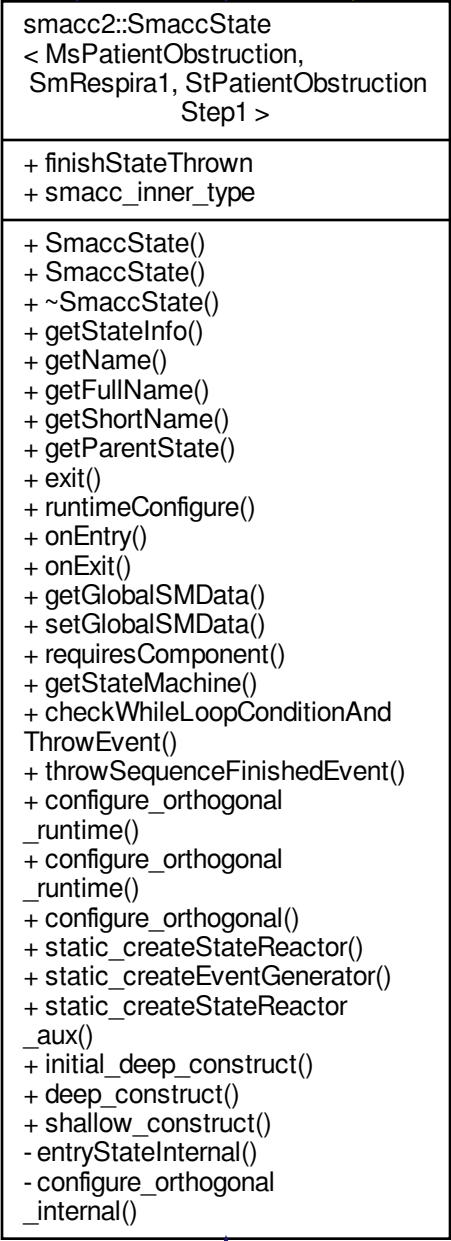 smacc2::SmaccState
< MsPatientObstruction,
SmRespira1, StPatientObstruction
Step1 >
+ finishStateThrown
+ smacc_inner_type
+ SmaccState()
+ SmaccState()
+ ~SmaccState()
+ getStateInfo()
+ getName()
+ getFullName()
+ getShortName()
+ getParentState()
+ exit()
+ runtimeConfigure()
+ onEntry()
+ onExit()
+ getGlobalSMData()
+ setGlobalSMData()
+ requiresComponent()
+ getStateMachine()
+ checkWhileLoopConditionAnd
ThrowEvent()
+ throwSequenceFinishedEvent()
+ configure_orthogonal
_runtime()
+ configure_orthogonal
_runtime()
+ configure_orthogonal()
+ static_createStateReactor()
+ static_createEventGenerator()
+ static_createStateReactor
_aux()
+ initial_deep_construct()
+ deep_construct()
+ shallow_construct()
- entryStateInternal()
- configure_orthogonal
_internal()